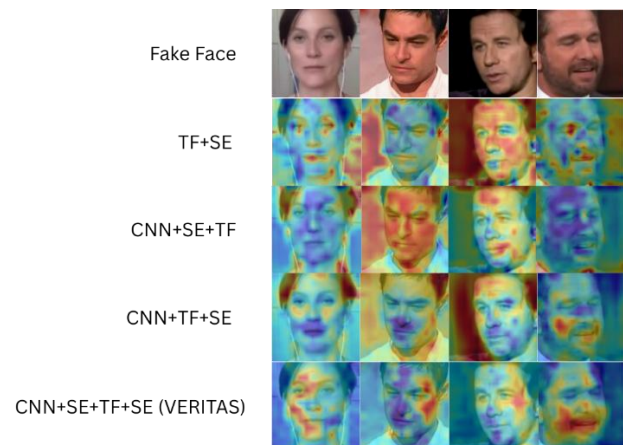 Fake Face
TF+SE
CNN+SE+TF
CNN+TF+SE
CNN+SE+TF+SE (VERITAS)